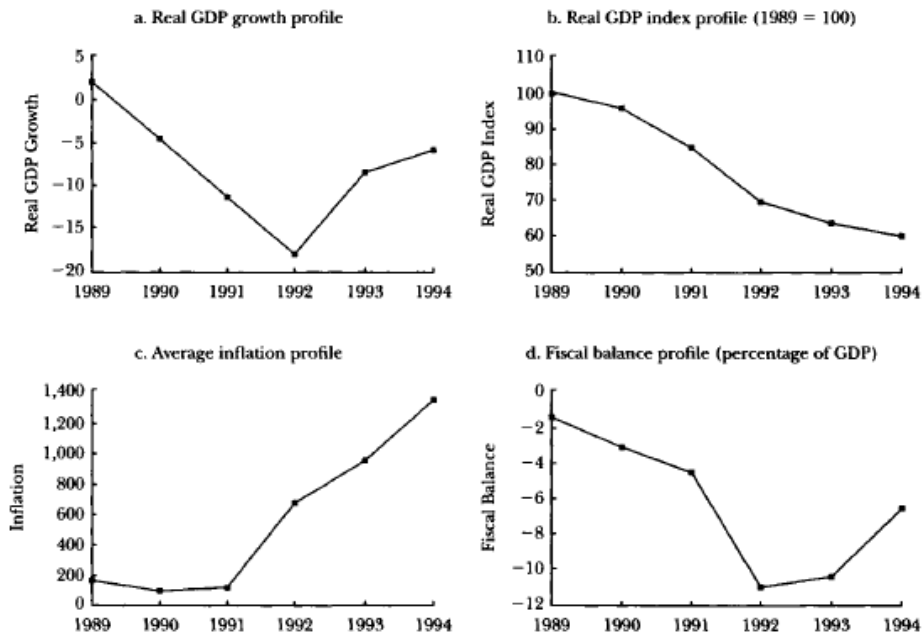 a. Real GDP growth profile
Real GDP Growth
5
0
−5
−10
−15
−20
1989 1990 1991 1992 1993 1994
b. Real GDP index profile (1989 = 100)
Real GDP Index
110
100
90
80
70
60
50
1989 1990 1991 1992 1993 1994
c. Average inflation profile
Inflation
1,400
1,200
1,000
800
600
400
200
0
1989 1990 1991 1992 1993 1994
d. Fiscal balance profile (percentage of GDP)
Fiscal Balance
0
−2
−4
−6
−8
−10
−12
1989 1990 1991 1992 1993 1994